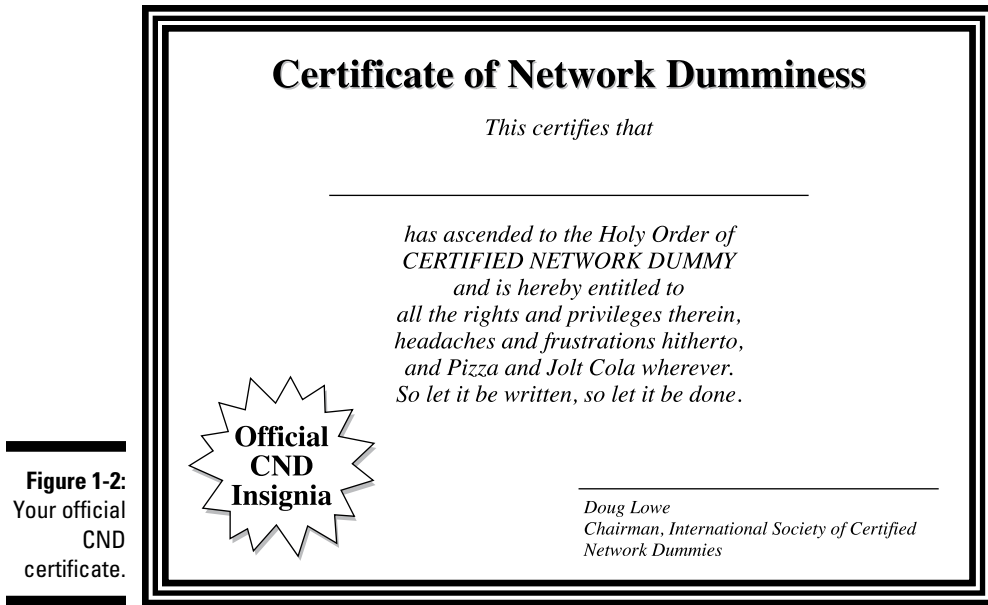 Certificate of Network Dumminess
This certifies that
has ascended to the Holy Order of
CERTIFIED NETWORK DUMMY
and is hereby entitled to
all the rights and privileges therein,
headaches and frustrations hitherto,
and Pizza and Jolt Cola wherever.
So let it be written, so let it be done.
Official
CND
Insignia
Doug Lowe
Chairman, International Society of Certified
Network Dummies
Figure 1-2:
Your official
CND
certificate.